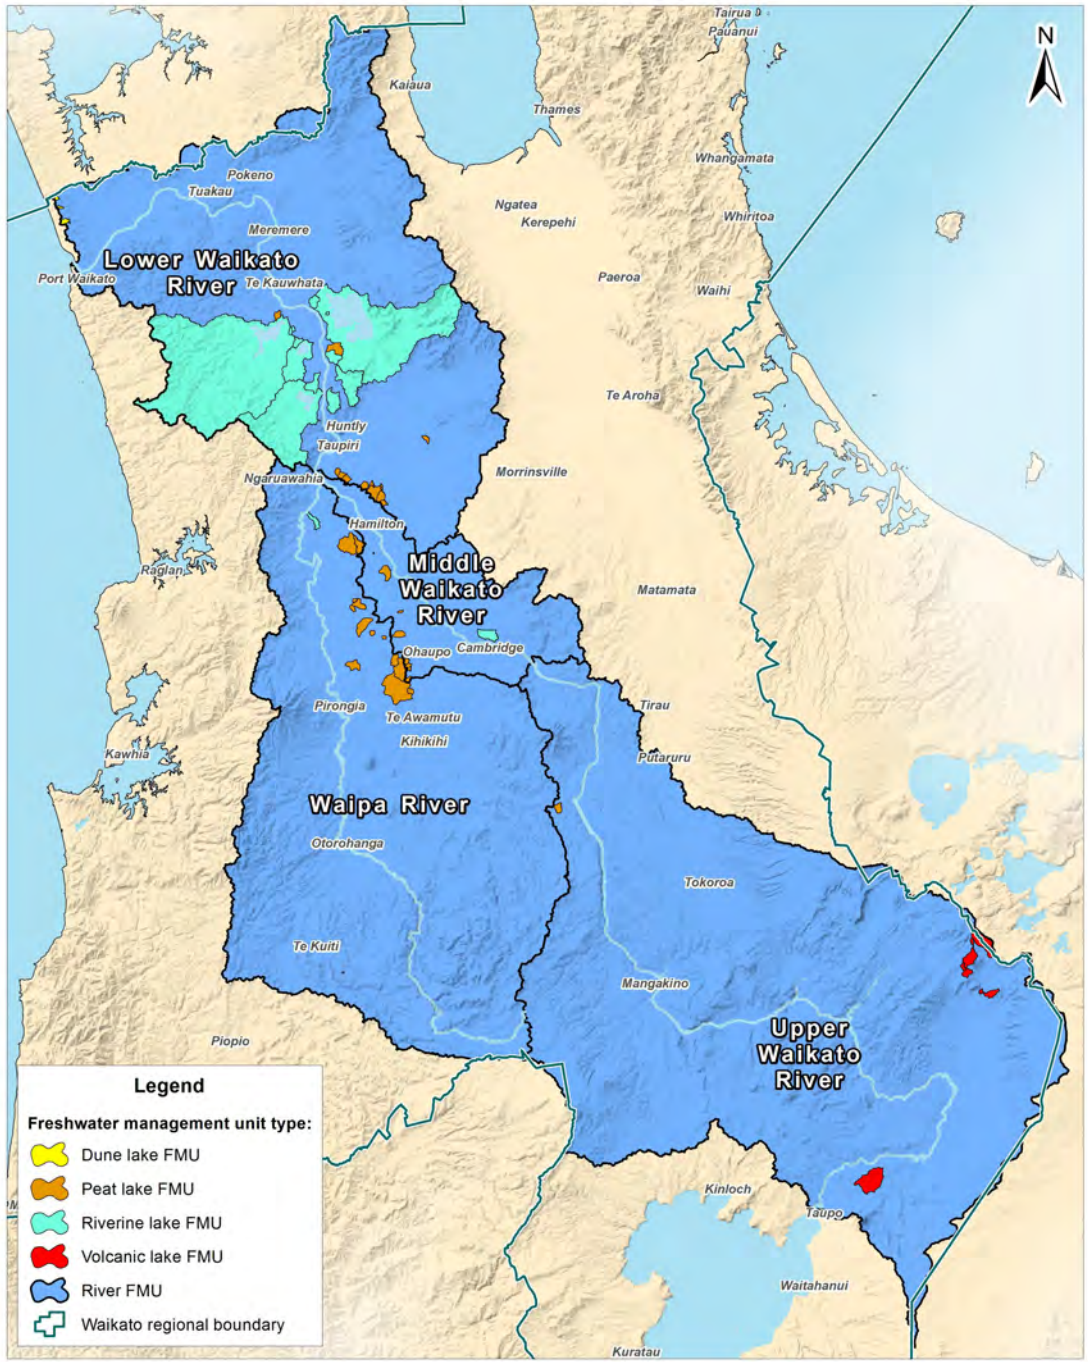 Tairua
Pauanui
N
Kaiaua
Thames
Whangamata
Pokeno
Tuakau
Ngatea
Kerepehi
Whiritoa
Meremere
Lower Waikato
River
Port Waikato
Te Kauwhata
Paeroa
Waihi
Te Aroha
Huntly
Taupiri
Ngaruawahia
Morrinsville
Hamilton
Raglan
Middle
Waikato
River
Matamata
Ohaupo
Cambridge
Pirongia
Te Awamutu
Kihikihi
Tirau
Kawhia
Putaruru
Waipa River
Otorohanga
Tokoroa
Te Kuiti
Mangakino
Upper
Waikato
River
Piopio
Kinloch
Taupo
Waitahanui
Kuratau
Legend
Freshwater management unit type:
Dune lake FMU
Peat lake FMU
Riverine lake FMU
Volcanic lake FMU
River FMU
Waikato regional boundary